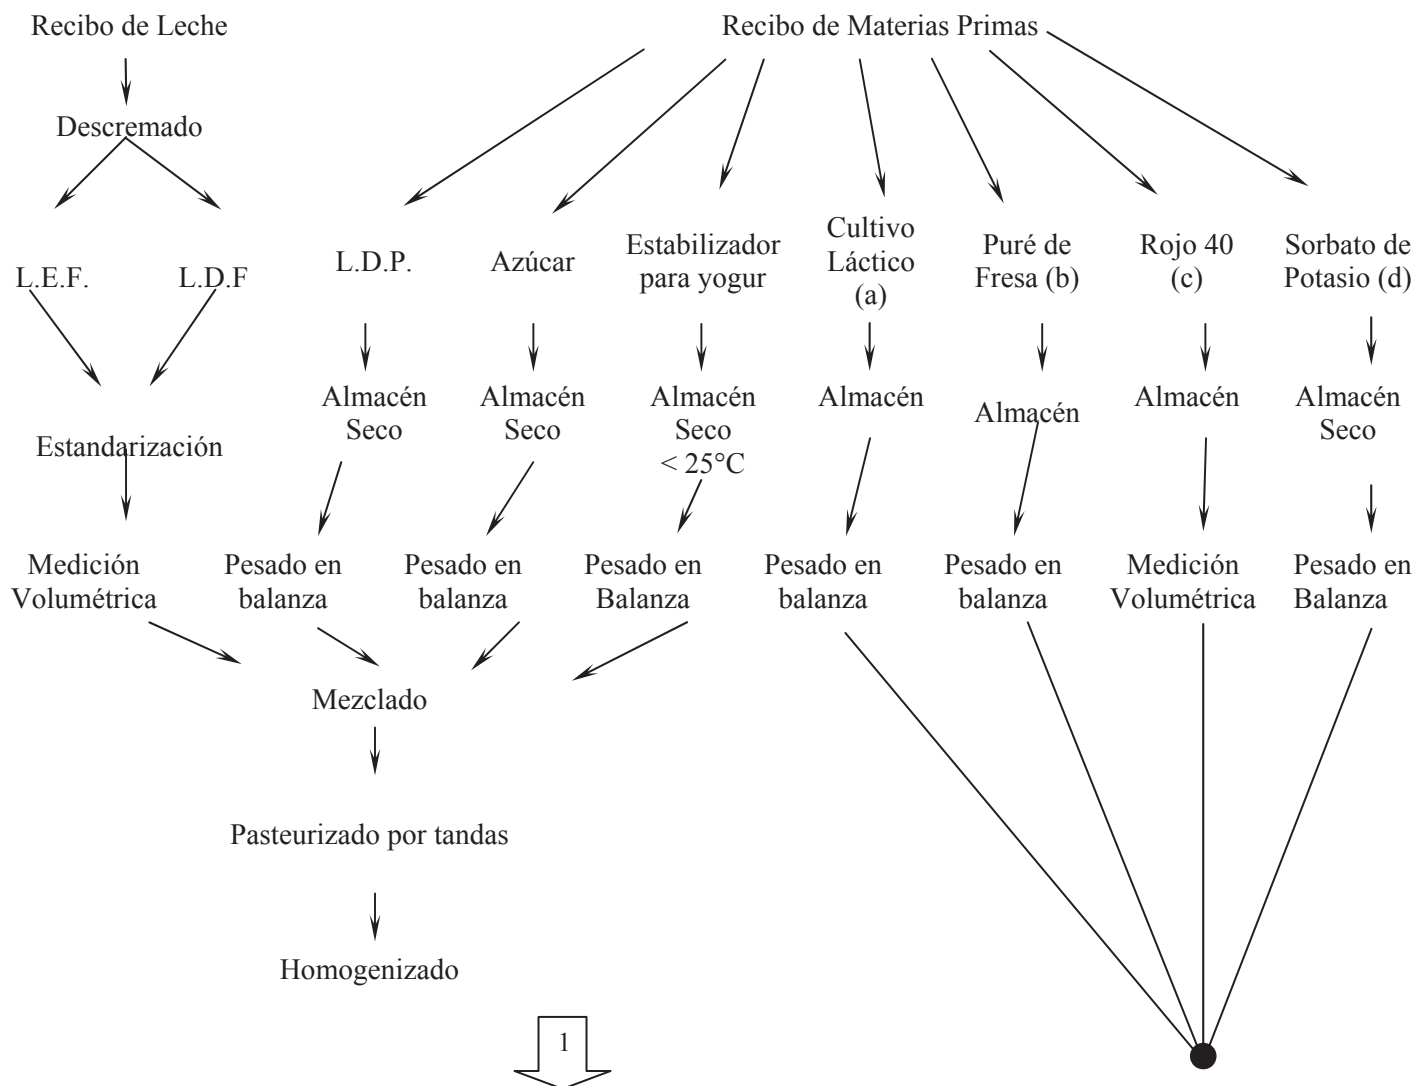 Recibo de Leche
Recibo de Materias Primas
Descremado
L.E.F.
L.D.F
L.D.P.
Azúcar
Estabilizador
para yogur
Cultivo
Láctico
(a)
Puré de
Fresa (b)
Rojo 40
(c)
Sorbato de
Potasio (d)
Estandarización
Almacén
Seco
Almacén
Seco
Almacén
Seco
< 25°C
Almacén
Almacén
Almacén
Almacén
Seco
Medición
Volumétrica
Pesado en
balanza
Pesado en
balanza
Pesado en
Balanza
Pesado en
balanza
Pesado en
balanza
Medición
Volumétrica
Pesado en
Balanza
Mezclado
Pasteurizado por tandas
Homogenizado
1